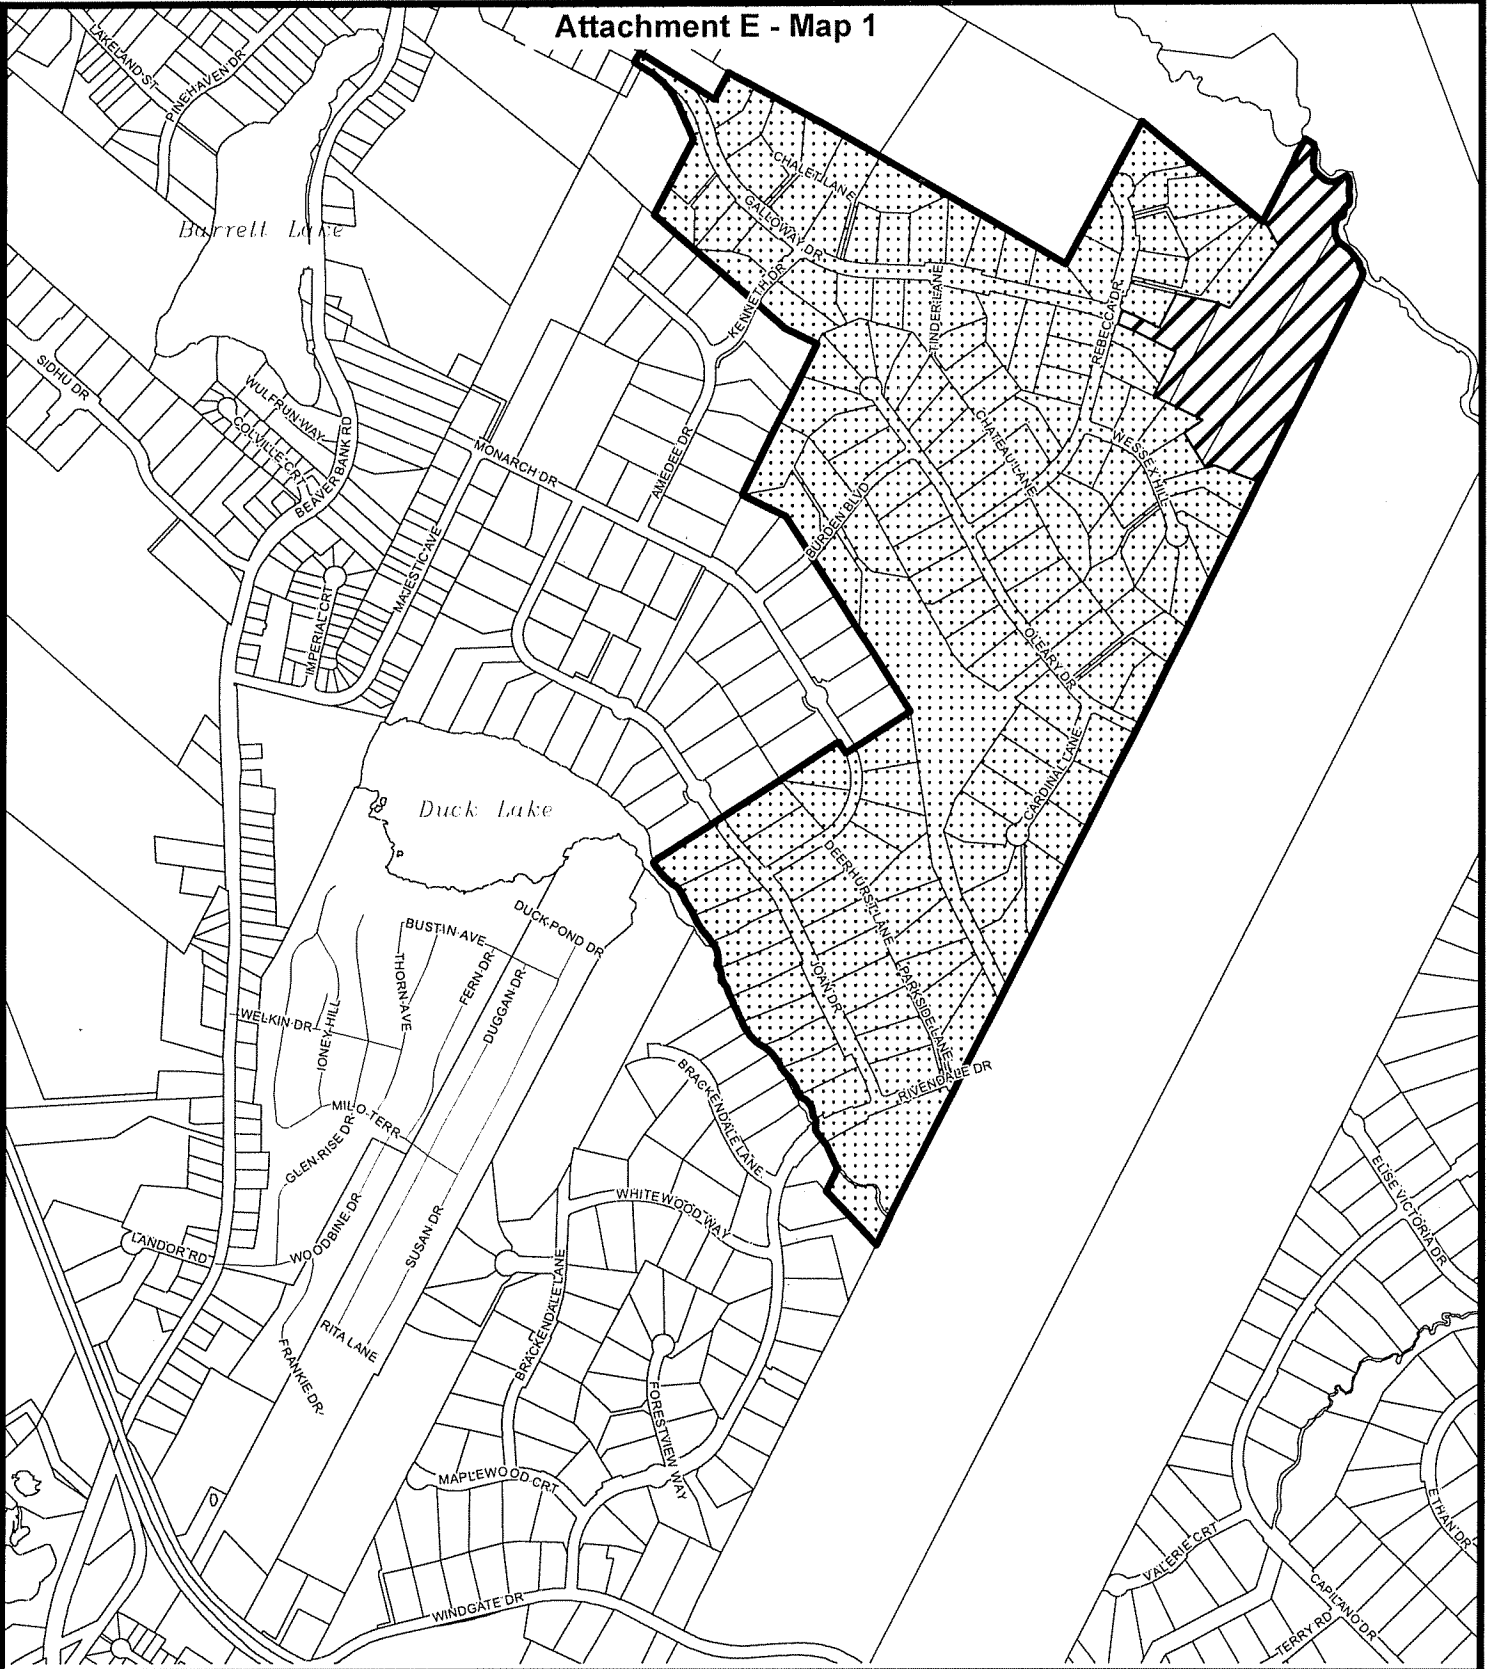 Attachment E - Map 1
LAKELAND ST
PINEHAVEN DR
Barrett Lake
CHALET LANE
GALLOWAY DR
KENNETH DR
TINDER LANE
REBECCA DR
SIDHU DR
WULFRUN WAY
COLVILLE CRT
BEAVER BANK RD
MONARCH DR
AMEDEE DR
CHATEAU LANE
WESSEX HILL
BURDEN BLVD
MAJESTIC AVE
IMPERIAL CRT
OLEARY DR
CARDINAL LANE
Duck Lake
DEERHURST LANE
DUCK POND DR
BUSTIN AVE
THORN AVE
FERN DR
DUGGAN DR
JOAN DR
PARKSIDE LANE
WELKIN DR
IONEY HILL
RIVENDALE DR
BRACKENDALE LANE
MILO TERR
GLEN RISE DR
WHITEWOOD WAY
ELISE VICTORIA DR
LANDOR RD
WOODBINE DR
SUSAN DR
BRACKENDALE LANE
RITA LANE
FRANKIE DR
FORESTVIEW WAY
MAPLEWOOD CRT
ETHAN DR
VALERIE CRT
CAPILANO DR
WINDGATE DR
TERRY RD